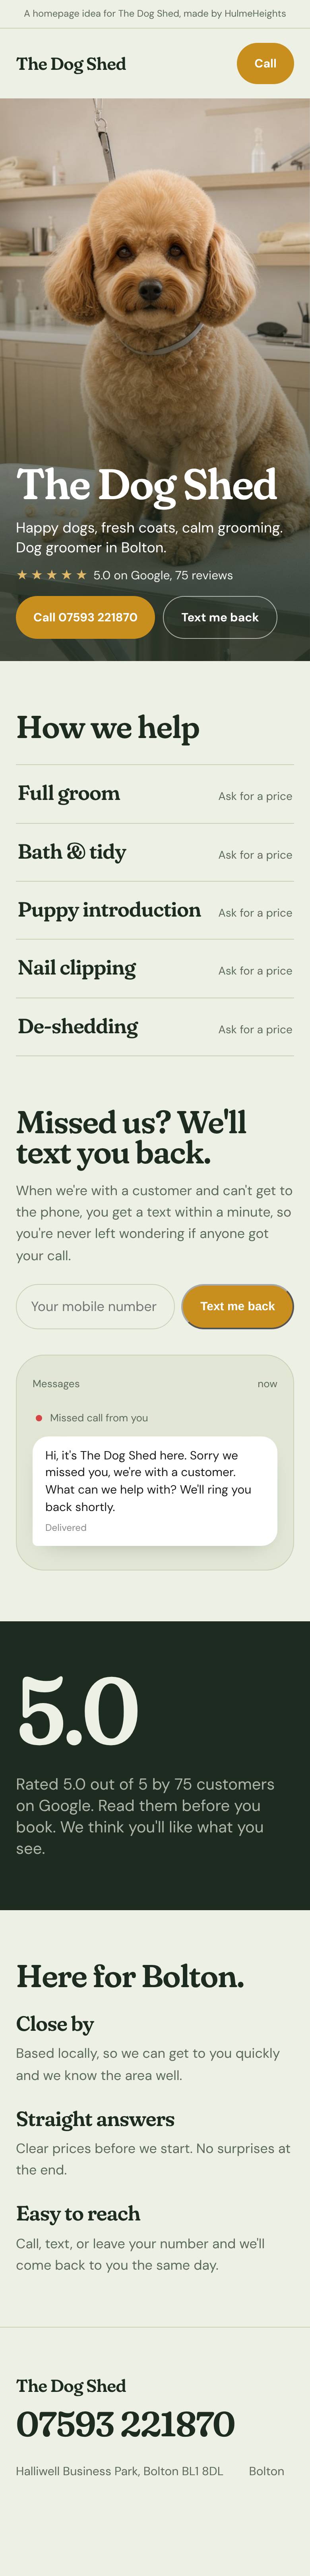 A homepage idea for The Dog Shed, made by HulmeHeights
The Dog Shed
Call
The Dog Shed
Happy dogs, fresh coats, calm grooming.
Dog groomer in Bolton.
★ ★ ★ ★ ★ 5.0 on Google, 75 reviews
Call 07593 221870
Text me back
How we help
Full groom
Ask for a price
Bath & tidy
Ask for a price
Puppy introduction
Ask for a price
Nail clipping
Ask for a price
De-shedding
Ask for a price
Missed us? We'll
text you back.
When we're with a customer and can't get to
the phone, you get a text within a minute, so
you're never left wondering if anyone got
your call.
Your mobile number
Text me back
Messages
now
Missed call from you
Hi, it's The Dog Shed here. Sorry we
missed you, we're with a customer.
What can we help with? We'll ring you
back shortly.
Delivered
5.0
Rated 5.0 out of 5 by 75 customers
on Google. Read them before you
book. We think you'll like what you
see.
Here for Bolton.
Close by
Based locally, so we can get to you quickly
and we know the area well.
Straight answers
Clear prices before we start. No surprises at
the end.
Easy to reach
Call, text, or leave your number and we'll
come back to you the same day.
The Dog Shed
07593 221870
Halliwell Business Park, Bolton BL1 8DL
Bolton